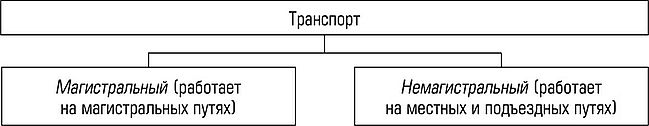 Транспорт
Магистральный (работает
на магистральных путях)
Немагистральный (работает
на местных и подъездных путях)